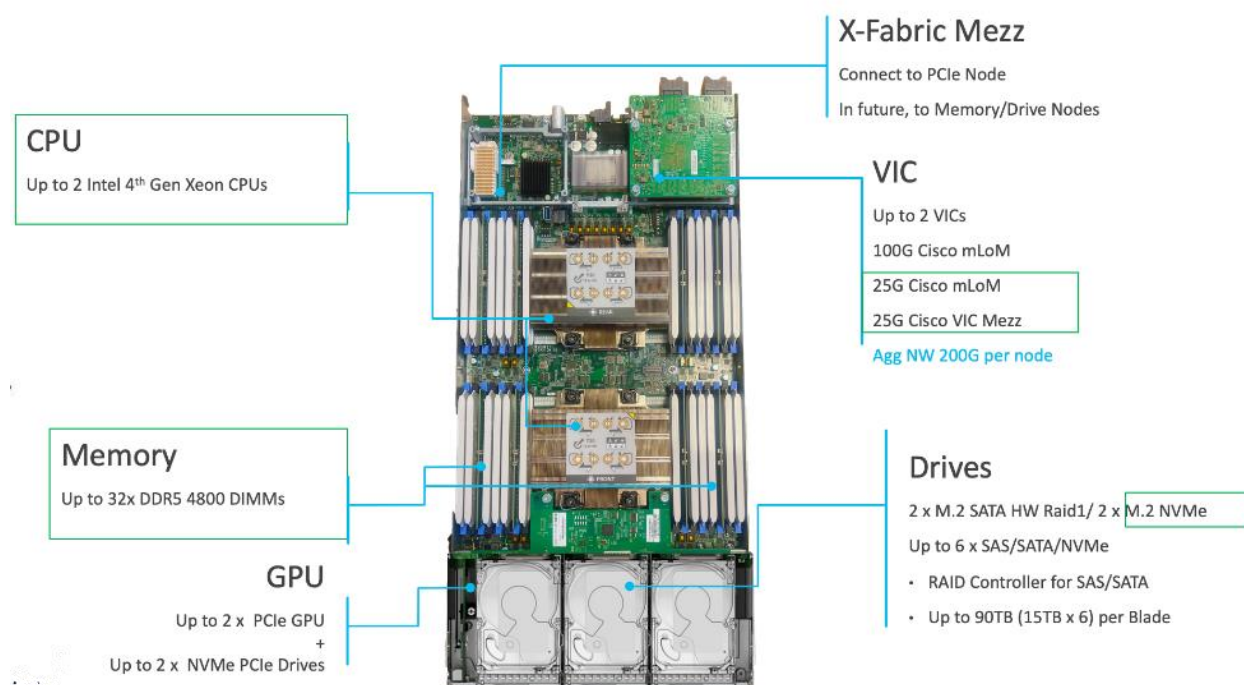 X-Fabric Mezz
Connect to PCIe Node
In future, to Memory/Drive Nodes
CPU
Up to 2 Intel 4th Gen Xeon CPUs
VIC
Up to 2 VICs
100G Cisco mLoM
25G Cisco mLoM
25G Cisco VIC Mezz
Agg NW 200G per node
REAR
Memory
Up to 32x DDR5 4800 DIMMs
FRONT
Drives
2 x M.2 SATA HW Raid1/ 2 x M.2 NVMe
Up to 6 x SAS/SATA/NVMe
• RAID Controller for SAS/SATA
• Up to 90TB (15TB x 6) per Blade
GPU
Up to 2 x PCIe GPU
+
Up to 2 x NVMe PCIe Drives